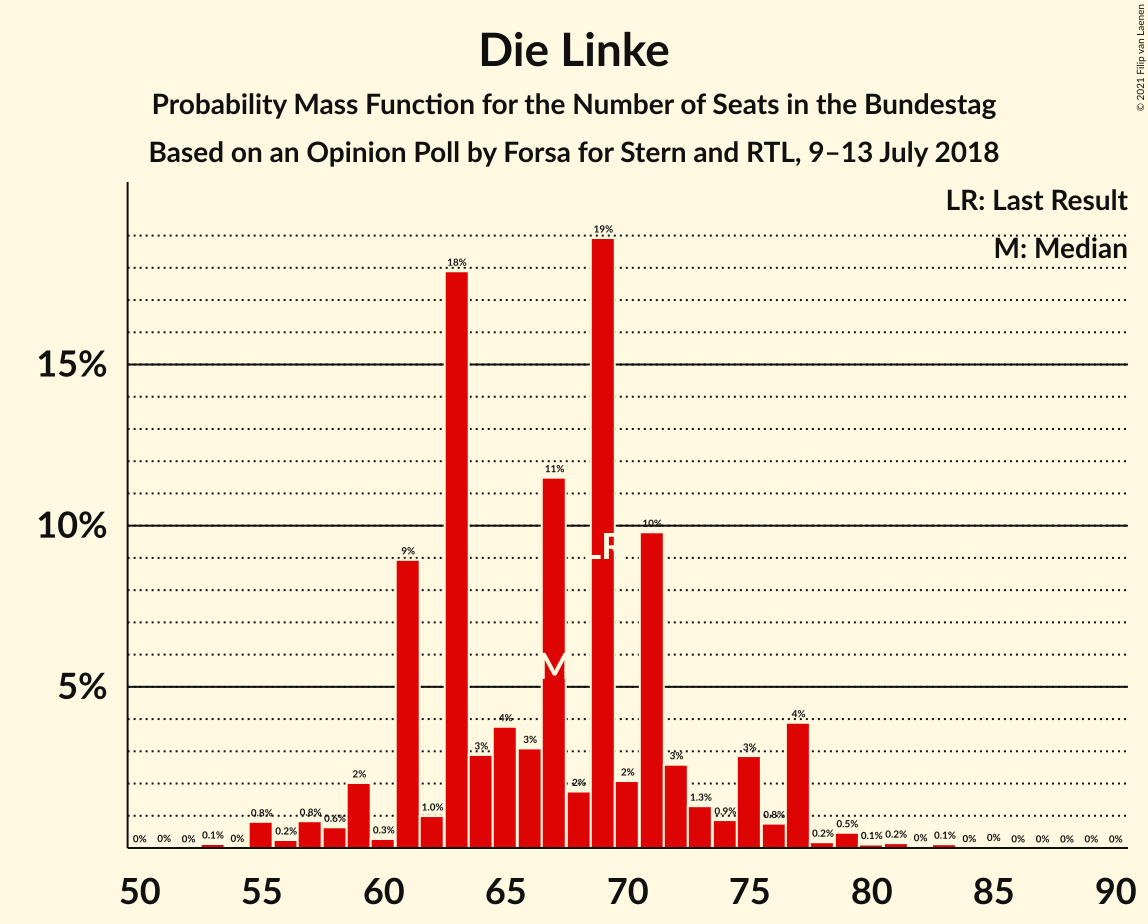 Die Linke
Probability Mass Function for the Number of Seats in the Bundestag
Based on an Opinion Poll by Forsa for Stern and RTL, 9–13 July 2018
© 2021 Filip van Laenen
LR: Last Result
M: Median
15%
10%
5%
0% 0% 0% 0.1% 0% 0.8% 0.2% 0.8% 0.6% 2% 0.3% 9% 1.0% 18% 3% 4% 3% 11% 2% 19% 2% 10% 3% 1.3% 0.9% 3% 0.8% 4% 0.2% 0.5% 0.1% 0.2% 0% 0.1% 0% 0% 0% 0% 0% 0% 0%
LR
M
50 55 60 65 70 75 80 85 90